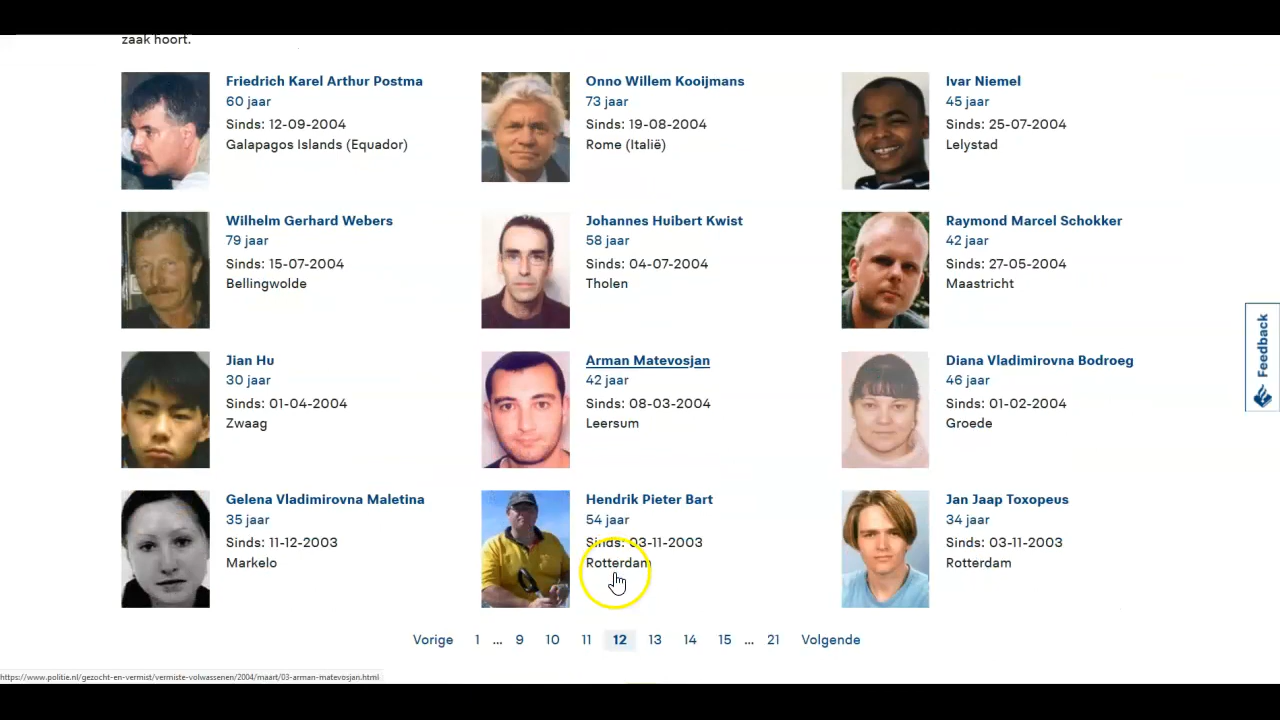 zaak hoort.
Friedrich Karel Arthur Postma
60 jaar
Sinds: 12-09-2004
Galapagos Islands (Equador)
Onno Willem Kooijmans
73 jaar
Sinds: 19-08-2004
Rome (Italië)
Ivar Niemel
45 jaar
Sinds: 25-07-2004
Lelystad
Wilhelm Gerhard Webers
79 jaar
Sinds: 15-07-2004
Bellingwolde
Johannes Huibert Kwist
58 jaar
Sinds: 04-07-2004
Tholen
Raymond Marcel Schokker
42 jaar
Sinds: 27-05-2004
Maastricht
Jian Hu
30 jaar
Sinds: 01-04-2004
Zwaag
Arman Matevosjan
42 jaar
Sinds: 08-03-2004
Leersum
Diana Vladimirovna Bodroeg
46 jaar
Sinds: 01-02-2004
Groede
Gelena Vladimirovna Maletina
35 jaar
Sinds: 11-12-2003
Markelo
Hendrik Pieter Bart
54 jaar
Sinds: 03-11-2003
Rotterdam
Jan Jaap Toxopeus
34 jaar
Sinds: 03-11-2003
Rotterdam
Feedback
Vorige 1 ... 9 10 11 12 13 14 15 ... 21 Volgende
https://www.politie.nl/gezocht-en-vermist/vermiste-volwassenen/2004/maart/03-arman-matevosjan.html